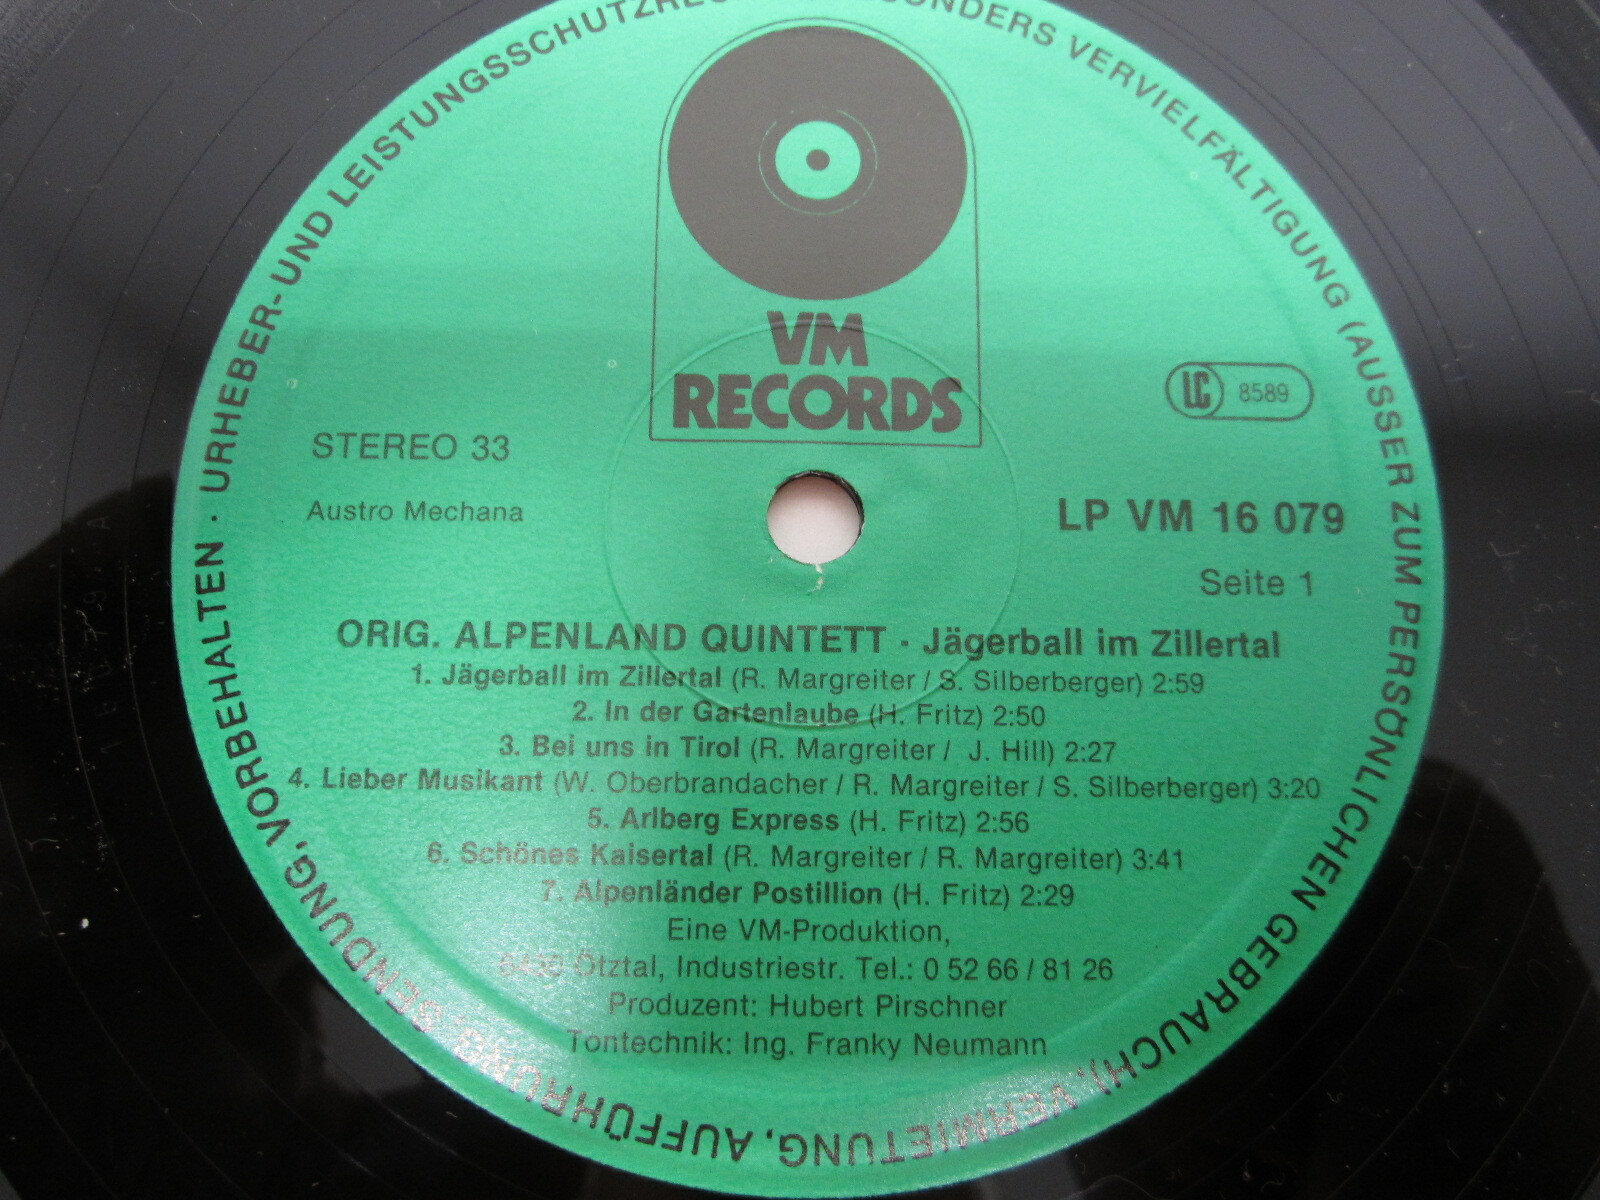 URHEBER- UND LEISTUNGSSCHUTZRE
ONDERS VERVIELFÄLTIGUNG (AUSSER ZUM PERSÖNLICHEN GEBRAUCH), VERMIETUNG, AUFFÜHRUNG, SENDUNG, VORBEHALTEN ·
VM
RECORDS
LC 8589
STEREO 33
Austro Mechana
LP VM 16 079
Seite 1
ORIG. ALPENLAND QUINTETT - Jägerball im Zillertal
1. Jägerball im Zillertal (R. Margreiter / S. Silberberger) 2:59
2. In der Gartenlaube (H. Fritz) 2:50
3. Bei uns in Tirol (R. Margreiter / J. Hill) 2:27
4. Lieber Musikant (W. Oberbrandacher / R. Margreiter / S. Silberberger) 3:20
5. Arlberg Express (H. Fritz) 2:56
6. Schönes Kaisertal (R. Margreiter / R. Margreiter) 3:41
7. Alpenländer Postillion (H. Fritz) 2:29
Eine VM-Produktion,
6430 Ötztal, Industriestr. Tel.: 0 52 66 / 81 26
Produzent: Hubert Pirschner
Tontechnik: Ing. Franky Neumann